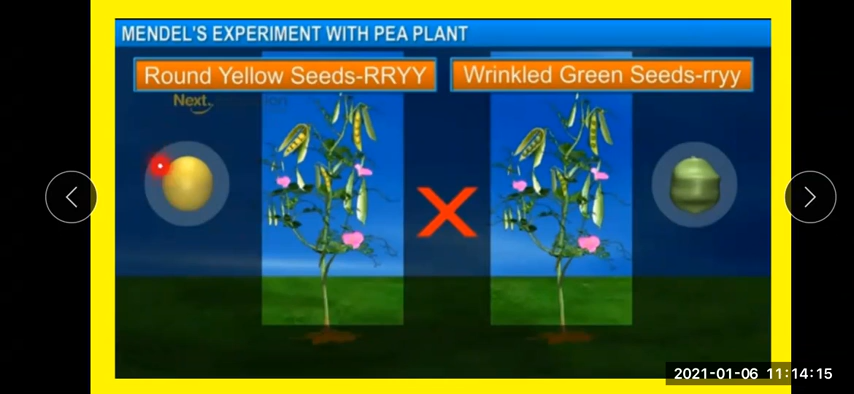 MENDEL'S EXPERIMENT WITH PEA PLANT
Round Yellow Seeds-RRYY
Wrinkled Green Seeds-rryy
Next
2021-01-06 11:14:15